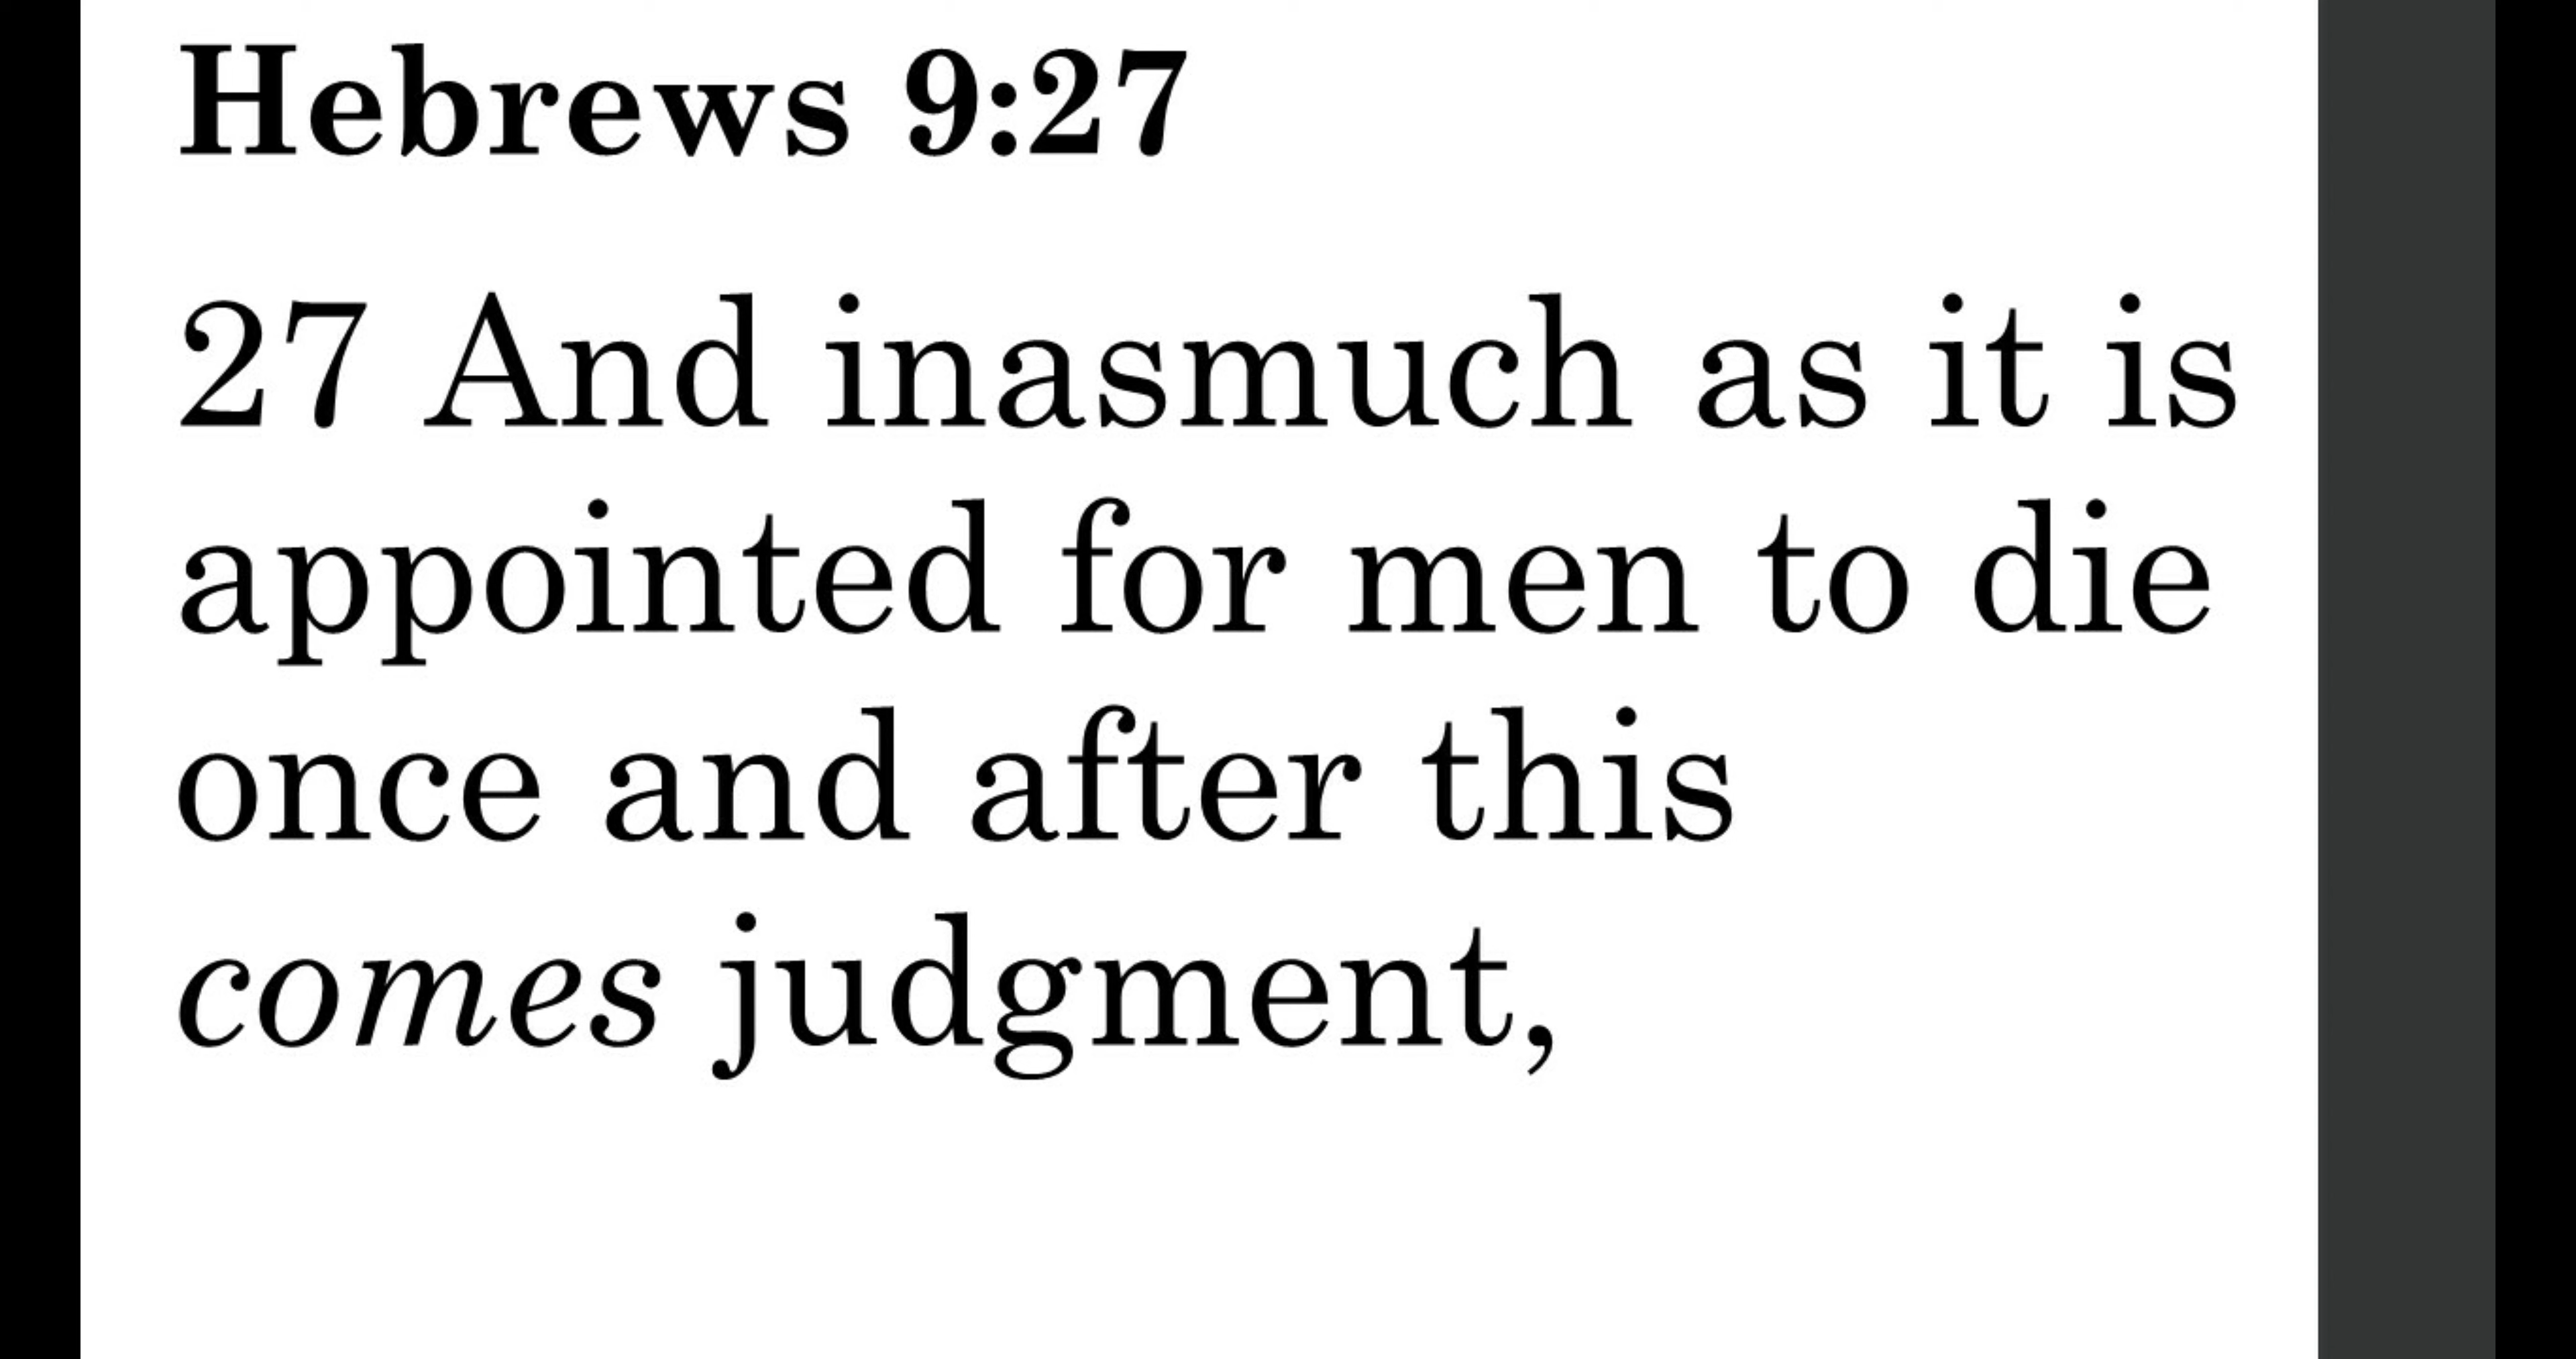 Hebrews 9:27
27 And inasmuch as it is
appointed for men to die
once and after this
comes judgment,